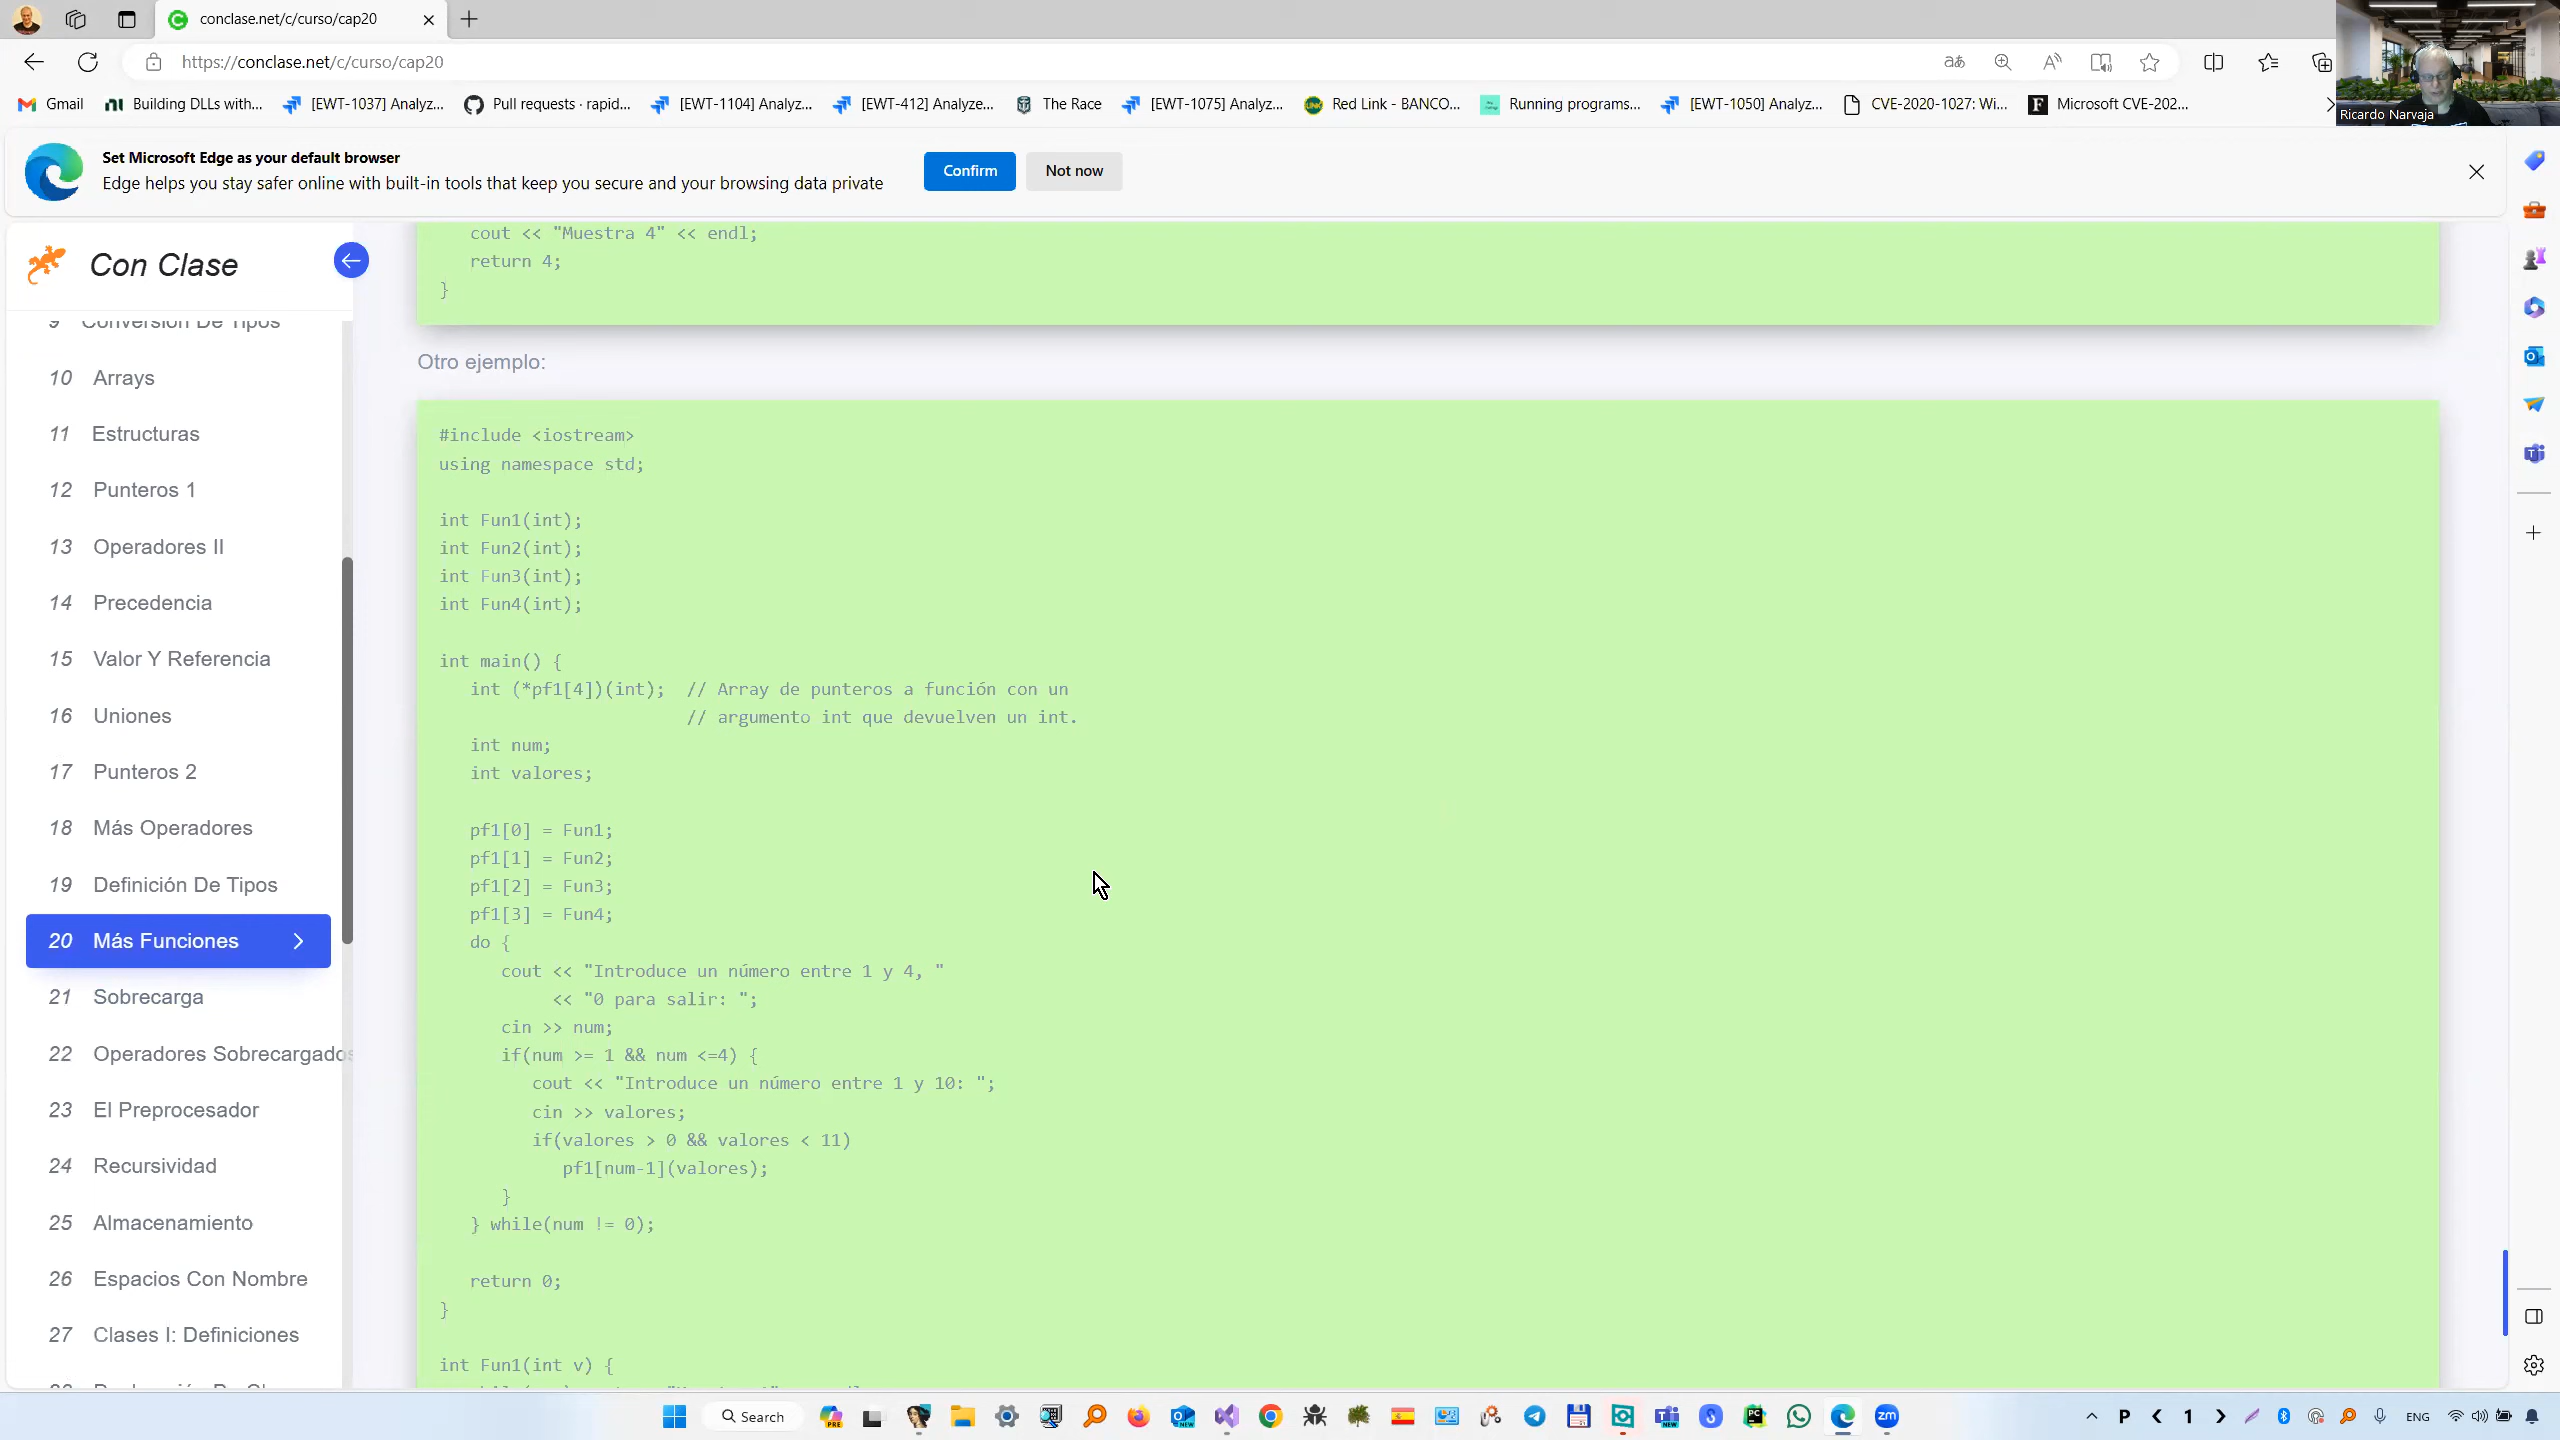 conclase.net/c/curso/cap20
https://conclase.net/c/curso/cap20
Gmail
Building DLLs with...
[EWT-1037] Analyz...
Pull requests · rapid...
[EWT-1104] Analyz...
[EWT-412] Analyze...
The Race
[EWT-1075] Analyz...
Red Link - BANCO...
Running programs...
[EWT-1050] Analyz...
CVE-2020-1027: Wi...
Microsoft CVE-202...
Ricardo Narvaja
Set Microsoft Edge as your default browser
Edge helps you stay safer online with built-in tools that keep you secure and your browsing data private
Confirm
Not now
Con Clase
9 Conversión De Tipos
10 Arrays
11 Estructuras
12 Punteros 1
13 Operadores II
14 Precedencia
15 Valor Y Referencia
16 Uniones
17 Punteros 2
18 Más Operadores
19 Definición De Tipos
20 Más Funciones
21 Sobrecarga
22 Operadores Sobrecargados
23 El Preprocesador
24 Recursividad
25 Almacenamiento
26 Espacios Con Nombre
27 Clases I: Definiciones
cout << "Muestra 4" << endl;
return 4;
}
Otro ejemplo:
#include <iostream>
using namespace std;
int Fun1(int);
int Fun2(int);
int Fun3(int);
int Fun4(int);
int main() {
int (*pf1[4])(int); // Array de punteros a función con un
// argumento int que devuelven un int.
int num;
int valores;
pf1[0] = Fun1;
pf1[1] = Fun2;
pf1[2] = Fun3;
pf1[3] = Fun4;
do {
cout << "Introduce un número entre 1 y 4, "
<< "0 para salir: ";
cin >> num;
if(num >= 1 && num <=4) {
cout << "Introduce un número entre 1 y 10: ";
cin >> valores;
if(valores > 0 && valores < 11)
pf1[num-1](valores);
}
} while(num != 0);
return 0;
}
int Fun1(int v) {
Search
P
1
ENG